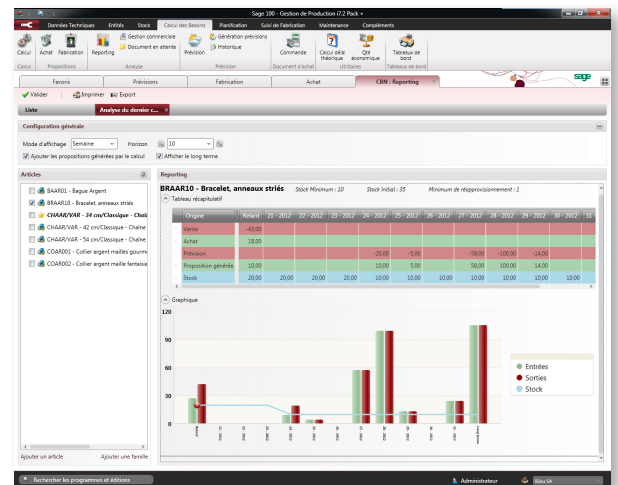 Sage 100 - Gestion de Production i7.2 Pack +
Données Techniques Entités Stock Calcul des Besoins Planification Suivi de Fabrication Maintenance Compléments
Calcul Achat Fabrication Reporting Gestion commerciale Document en attente Prévision Génération prévisions Historique Commande Calcul délai théorique Qté économique Tableaux de bord
Calcul Propositions Analyse Prévision Document d'achat Utilitaires Tableaux de bord
Favoris Prévisions Fabrication Achat CBN : Reporting sage
Valider Imprimer Export
Liste Analyse du dernier c...
Configuration générale
Mode d'affichage Semaine Horizon 10
Ajouter les propositions générées par le calcul Afficher le long terme
Articles
BAAR01 - Bague Argent
BRAAR10 - Bracelet, anneaux striés
CHAAR/VAR - 34 cm/Classique - Chaî
CHAAR/VAR - 42 cm/Classique - Chaîne
CHAAR/VAR - 54 cm/Classique - Chaîne
COAR001 - Collier argent mailles gourm
COAR002 - Collier argent maille fantaisie
Ajouter un article Ajouter une famille
Reporting
BRAAR10 - Bracelet, anneaux striés Stock Minimum : 10 Stock Initial : 35 Minimum de réapprovisionnement : 1
Tableau récapitulatif
Origine Retard 21 - 2012 22 - 2012 23 - 2012 24 - 2012 25 - 2012 26 - 2012 27 - 2012 28 - 2012 29 - 2012 30 - 2012 31 -
Vente -43,00
Achat 18,00
Prévision -20,00 -5,00 -58,00 -100,00 -14,00
Proposition générée 10,00 10,00 5,00 58,00 100,00 14,00
Stock 20,00 20,00 20,00 20,00 10,00 10,00 10,00 10,00 10,00 10,00 10,00
Graphique
120
90
60
30
0
Entrées
Sorties
Stock
Rechercher les programmes et éditions Administrateur Bijou SA